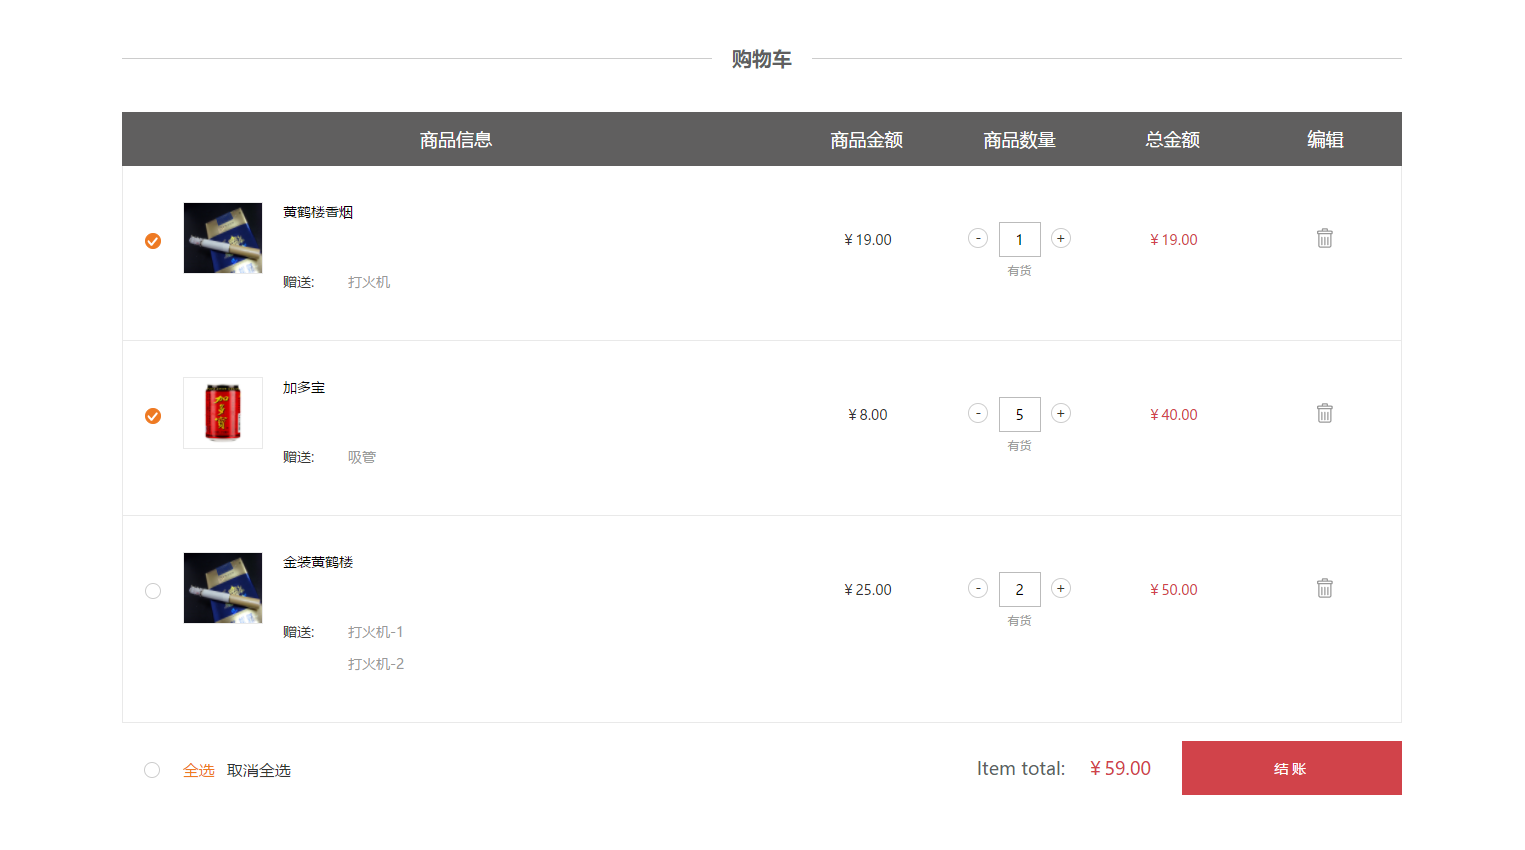 购物车
商品信息 商品金额 商品数量 总金额 编辑
黄鹤楼香烟
￥19.00 - 1 + ￥19.00
有货
赠送: 打火机
加多宝
加多宝
￥8.00 - 5 + ￥40.00
有货
赠送: 吸管
金装黄鹤楼
￥25.00 - 2 + ￥50.00
有货
赠送: 打火机-1
打火机-2
全选 取消全选 Item total: ￥59.00 结账